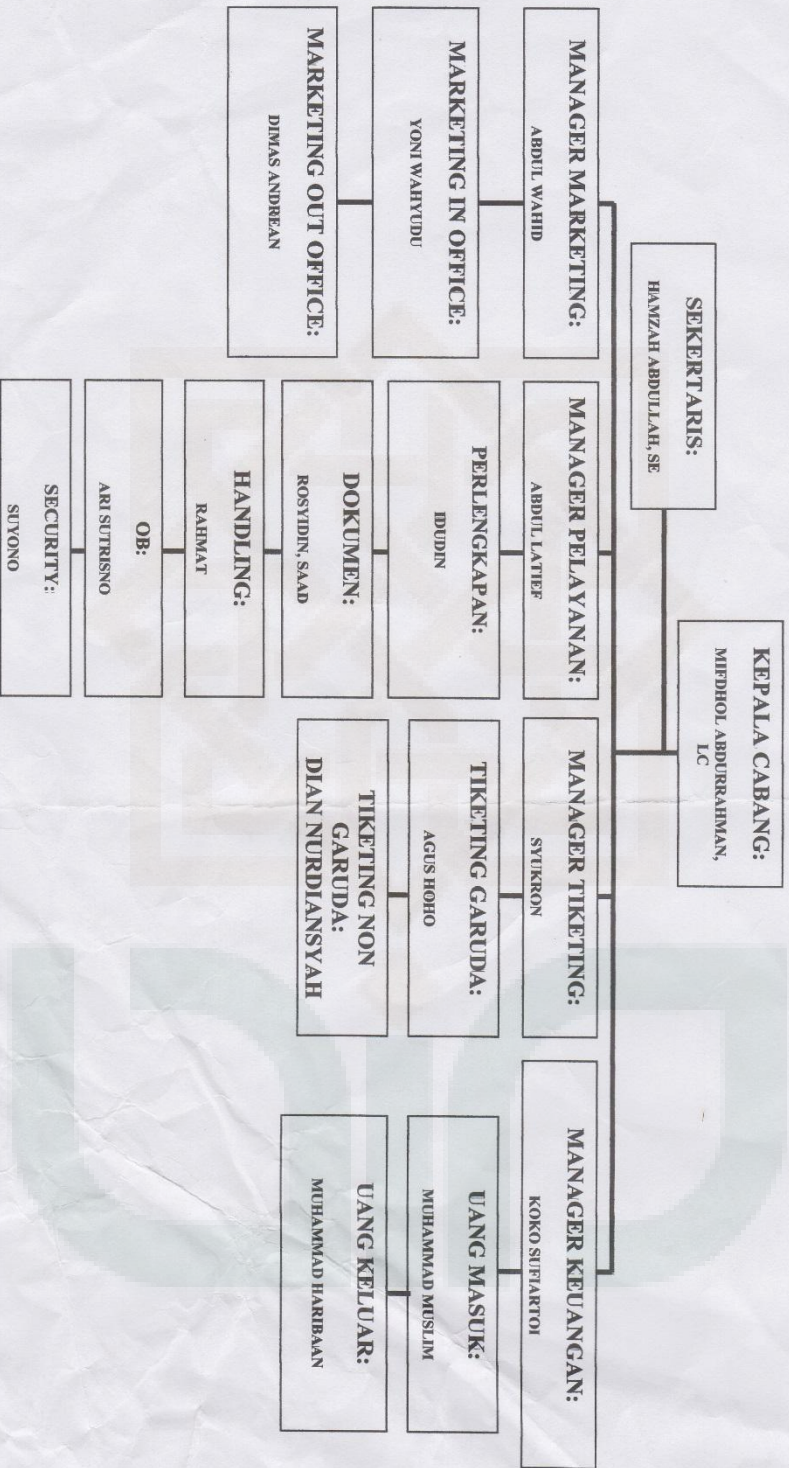 KEPALA CABANG:
MIFDHOL ABDURRAHMAN,
LC
SEKERTARIS:
HAMZAH ABDULLAH, SE
MANAGER MARKETING:
ABDUL WAHID
MARKETING IN OFFICE:
YONI WAHYUDU
MARKETING OUT OFFICE:
DIMAS ANDREAN
MANAGER PELAYANAN:
ABDUL LATIEF
PERLENGKAPAN:
IDUDIN
DOKUMEN:
ROSYIDIN, SAAD
HANDLING:
RAHMAT
OB:
ARI SUTRISNO
SECURITY:
SUYONO
MANAGER TIKETING:
SYUKRON
TIKETING GARUDA:
AGUS HOHO
TIKETING NON
GARUDA:
DIAN NURDIANSYAH
MANAGER KEUANGAN:
KOKO SUFIARTOI
UANG MASUK:
MUHAMMAD MUSLIM
UANG KELUAR:
MUHAMMAD HARIBAAN